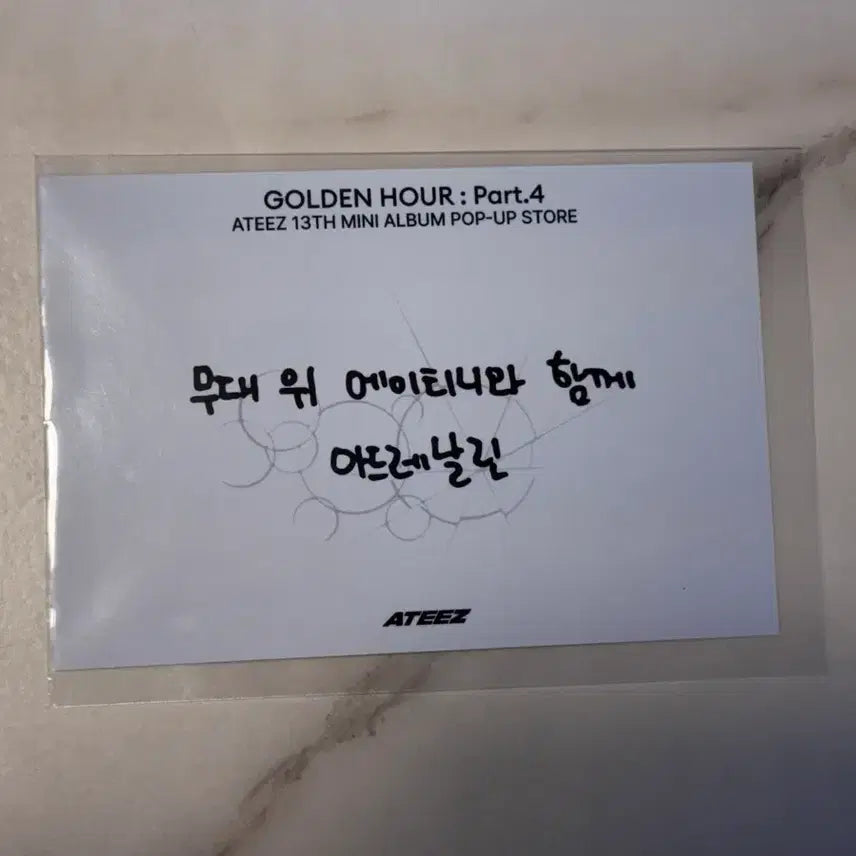 GOLDEN HOUR : Part.4
ATEEZ 13TH MINI ALBUM POP-UP STORE
무대 위 에이티니와 함께
아드레날린
ATEEZ